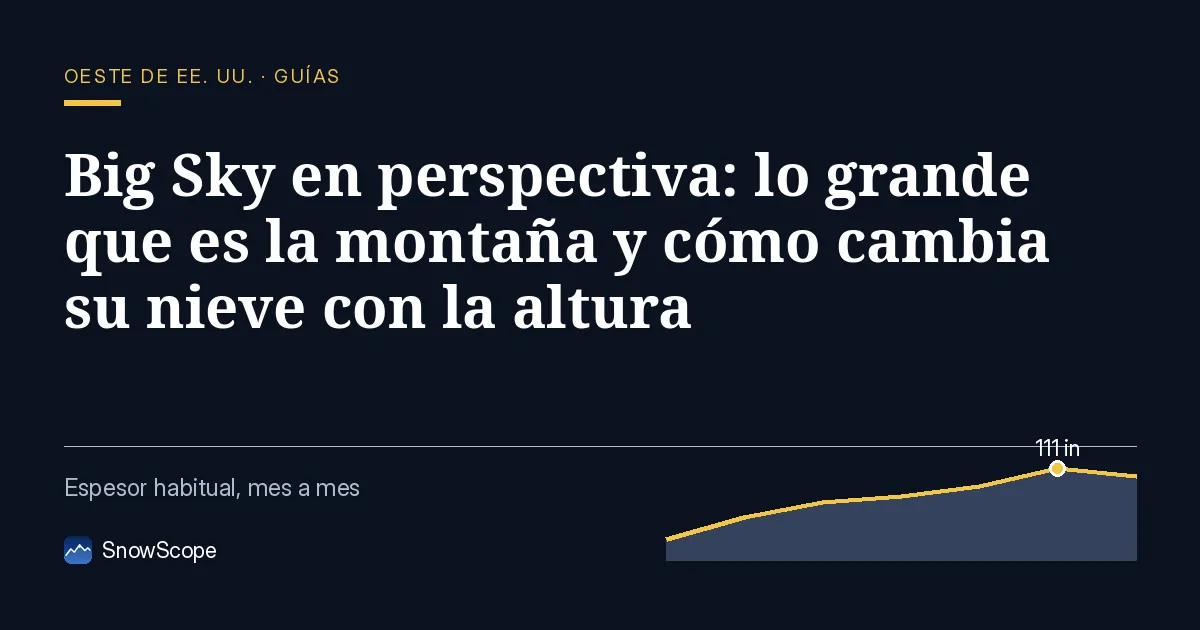 OESTE DE EE. UU. · GUÍAS
Big Sky en perspectiva: lo grande
que es la montaña y cómo cambia
su nieve con la altura
111 in
Espesor habitual, mes a mes
SnowScope